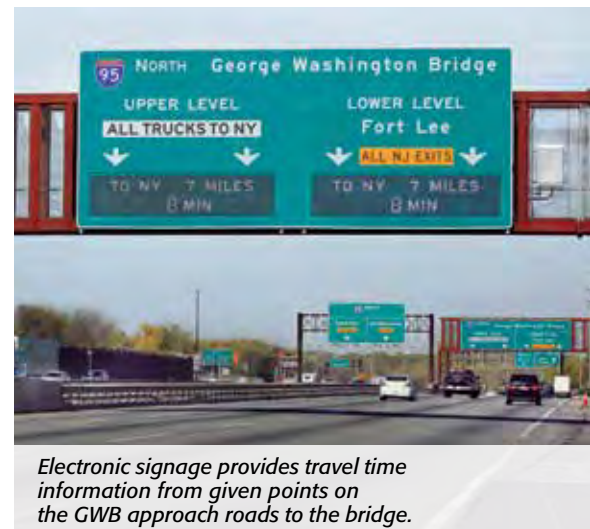 95 NORTH George Washington Bridge
UPPER LEVEL
ALL TRUCKS TO NY
TO NY 7 MILES
8 MIN
LOWER LEVEL
Fort Lee
ALL NJ EXITS
TO NY 7 MILES
8 MIN
Electronic signage provides travel time
information from given points on
the GWB approach roads to the bridge.